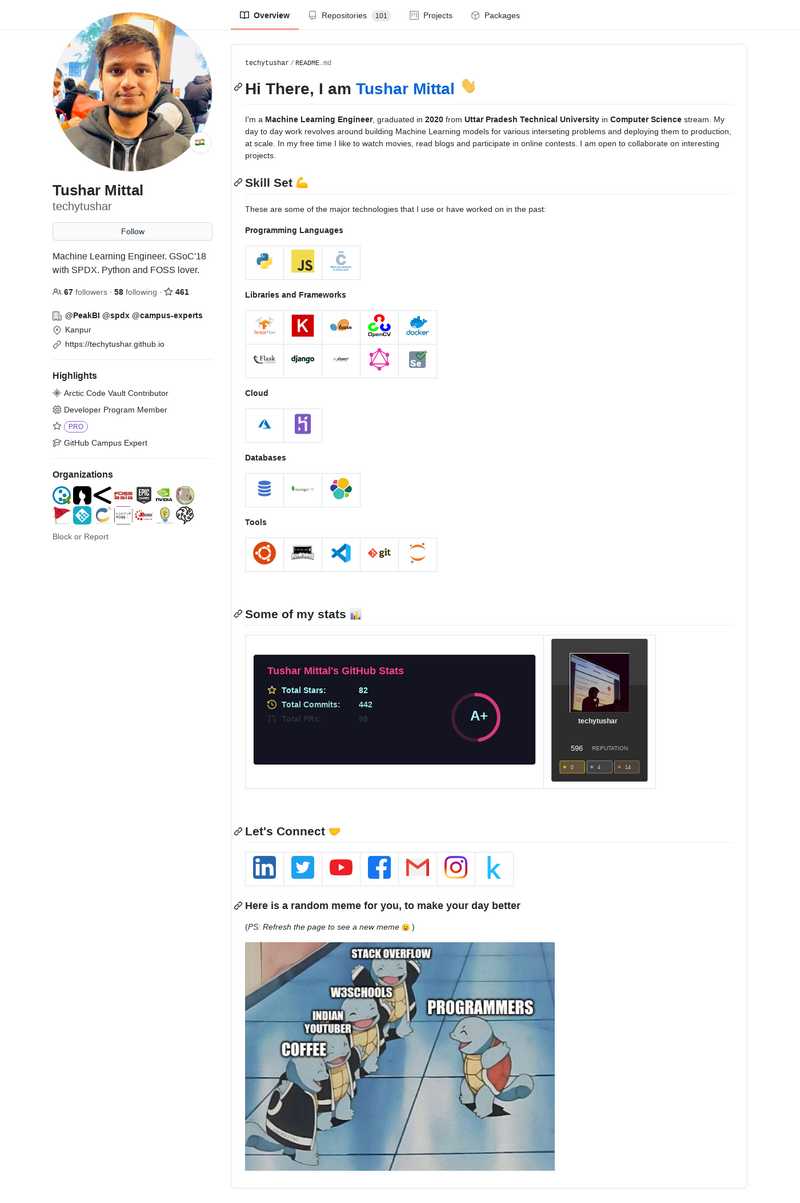 Overview
Repositories 101
Projects
Packages
Tushar Mittal
techytushar
Follow
Machine Learning Engineer. GSoC'18
with SPDX. Python and FOSS lover.
67 followers · 58 following · 461
@PeakBI @spdx @campus-experts
Kanpur
https://techytushar.github.io
Highlights
Arctic Code Vault Contributor
Developer Program Member
PRO
GitHub Campus Expert
Organizations
Block or Report
techytushar / README.md
Hi There, I am Tushar Mittal 👋
I'm a Machine Learning Engineer, graduated in 2020 from Uttar Pradesh Technical University in Computer Science stream. My
day to day work revolves around building Machine Learning models for various interseting problems and deploying them to production,
at scale. In my free time I like to watch movies, read blogs and participate in online contests. I am open to collaborate on interesting
projects.
Skill Set 💪
These are some of the major technologies that I use or have worked on in the past:
Programming Languages
JS
C
Libraries and Frameworks
K
OpenCV
docker
Flask
django
Se
Cloud
Databases
Tools
git
Some of my stats 📊
Tushar Mittal's GitHub Stats
Total Stars: 82
Total Commits: 442
Total PRs: 98
A+
techytushar
596 REPUTATION
0 4 14
Let's Connect 🤝
in
Here is a random meme for you, to make your day better
(PS: Refresh the page to see a new meme 😉 )
STACK OVERFLOW
W3SCHOOLS
INDIAN
YOUTUBER
COFFEE
PROGRAMMERS